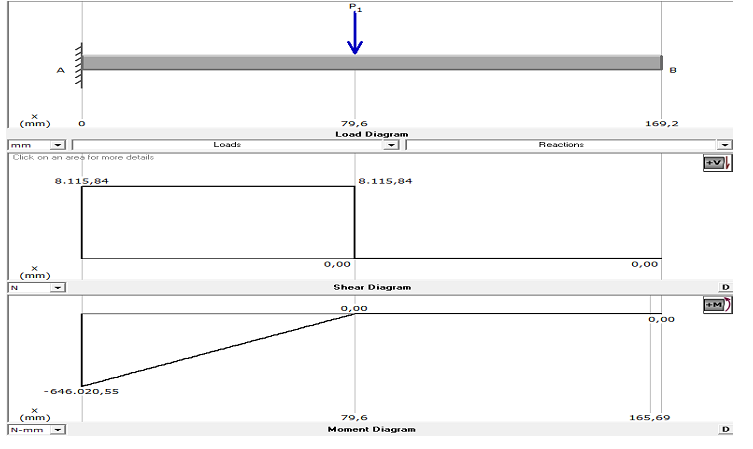 P1
A B
x
(mm) 0 79,6 169,2
Load Diagram
mm Loads Reactions
Click on an area for more details
+V
8.115,84 8.115,84
0,00 0,00
x
(mm)
N Shear Diagram D
+M
0,00
0,00
-646.020,55
x
(mm) 79,6 165,69
N-mm Moment Diagram D